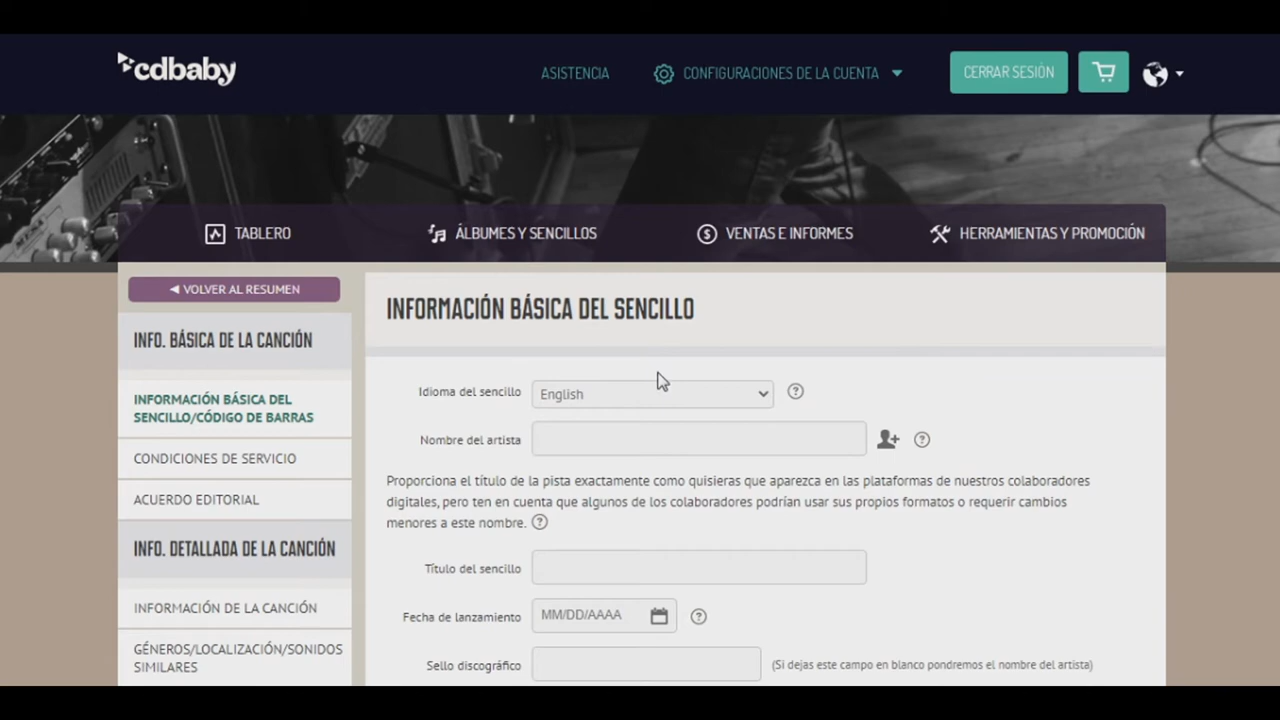 cdbaby
ASISTENCIA
CONFIGURACIONES DE LA CUENTA
CERRAR SESIÓN
TABLERO
ÁLBUMES Y SENCILLOS
VENTAS E INFORMES
HERRAMIENTAS Y PROMOCIÓN
◀ VOLVER AL RESUMEN
INFO. BÁSICA DE LA CANCIÓN
INFORMACIÓN BÁSICA DEL
SENCILLO/CÓDIGO DE BARRAS
CONDICIONES DE SERVICIO
ACUERDO EDITORIAL
INFO. DETALLADA DE LA CANCIÓN
INFORMACIÓN DE LA CANCIÓN
GÉNEROS/LOCALIZACIÓN/SONIDOS
SIMILARES
INFORMACIÓN BÁSICA DEL SENCILLO
Idioma del sencillo
English
?
Nombre del artista
?
Proporciona el título de la pista exactamente como quisieras que aparezca en las plataformas de nuestros colaboradores
digitales, pero ten en cuenta que algunos de los colaboradores podrían usar sus propios formatos o requerir cambios
menores a este nombre. ?
Título del sencillo
Fecha de lanzamiento
MM/DD/AAAA
?
Sello discográfico
(Si dejas este campo en blanco pondremos el nombre del artista)